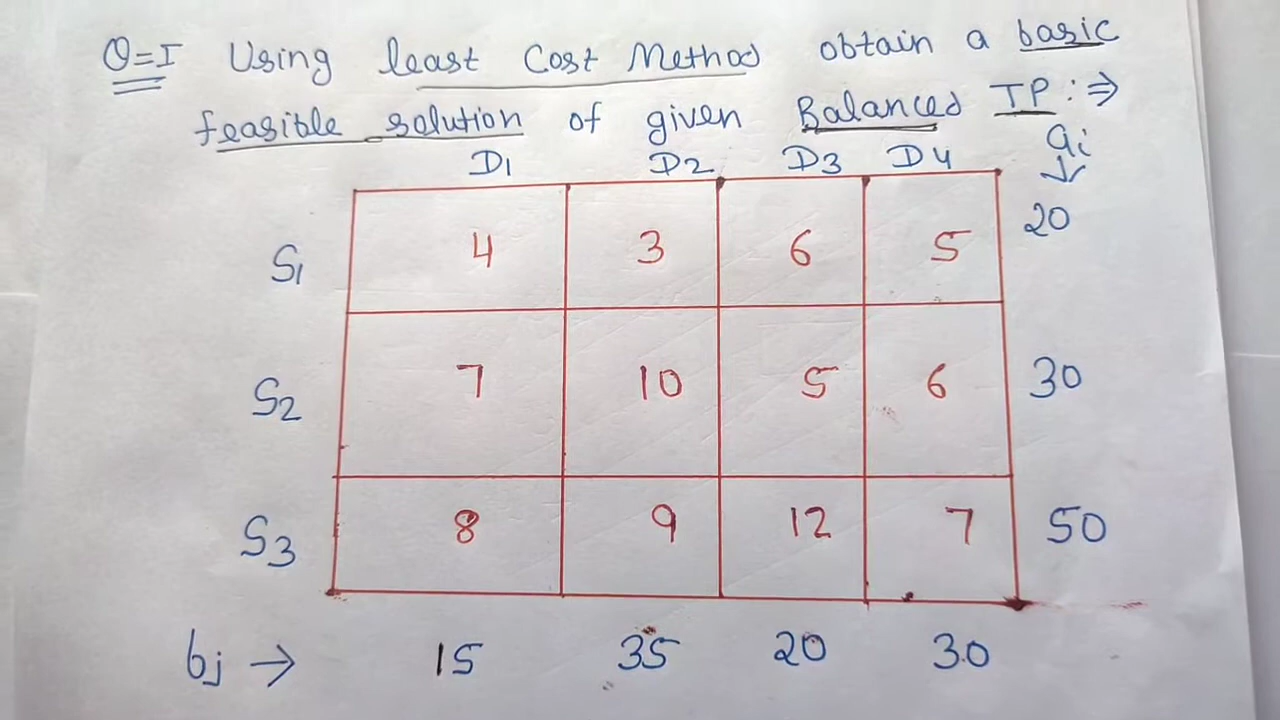 Q=I Using least Cost Method obtain a basic
feasible solution of given Balanced TP :⇒
D1 D2 D3 D4 ai ↓
S1 4 3 6 5 20
S2 7 10 5 6 30
S3 8 9 12 7 50
bj → 15 35 20 30